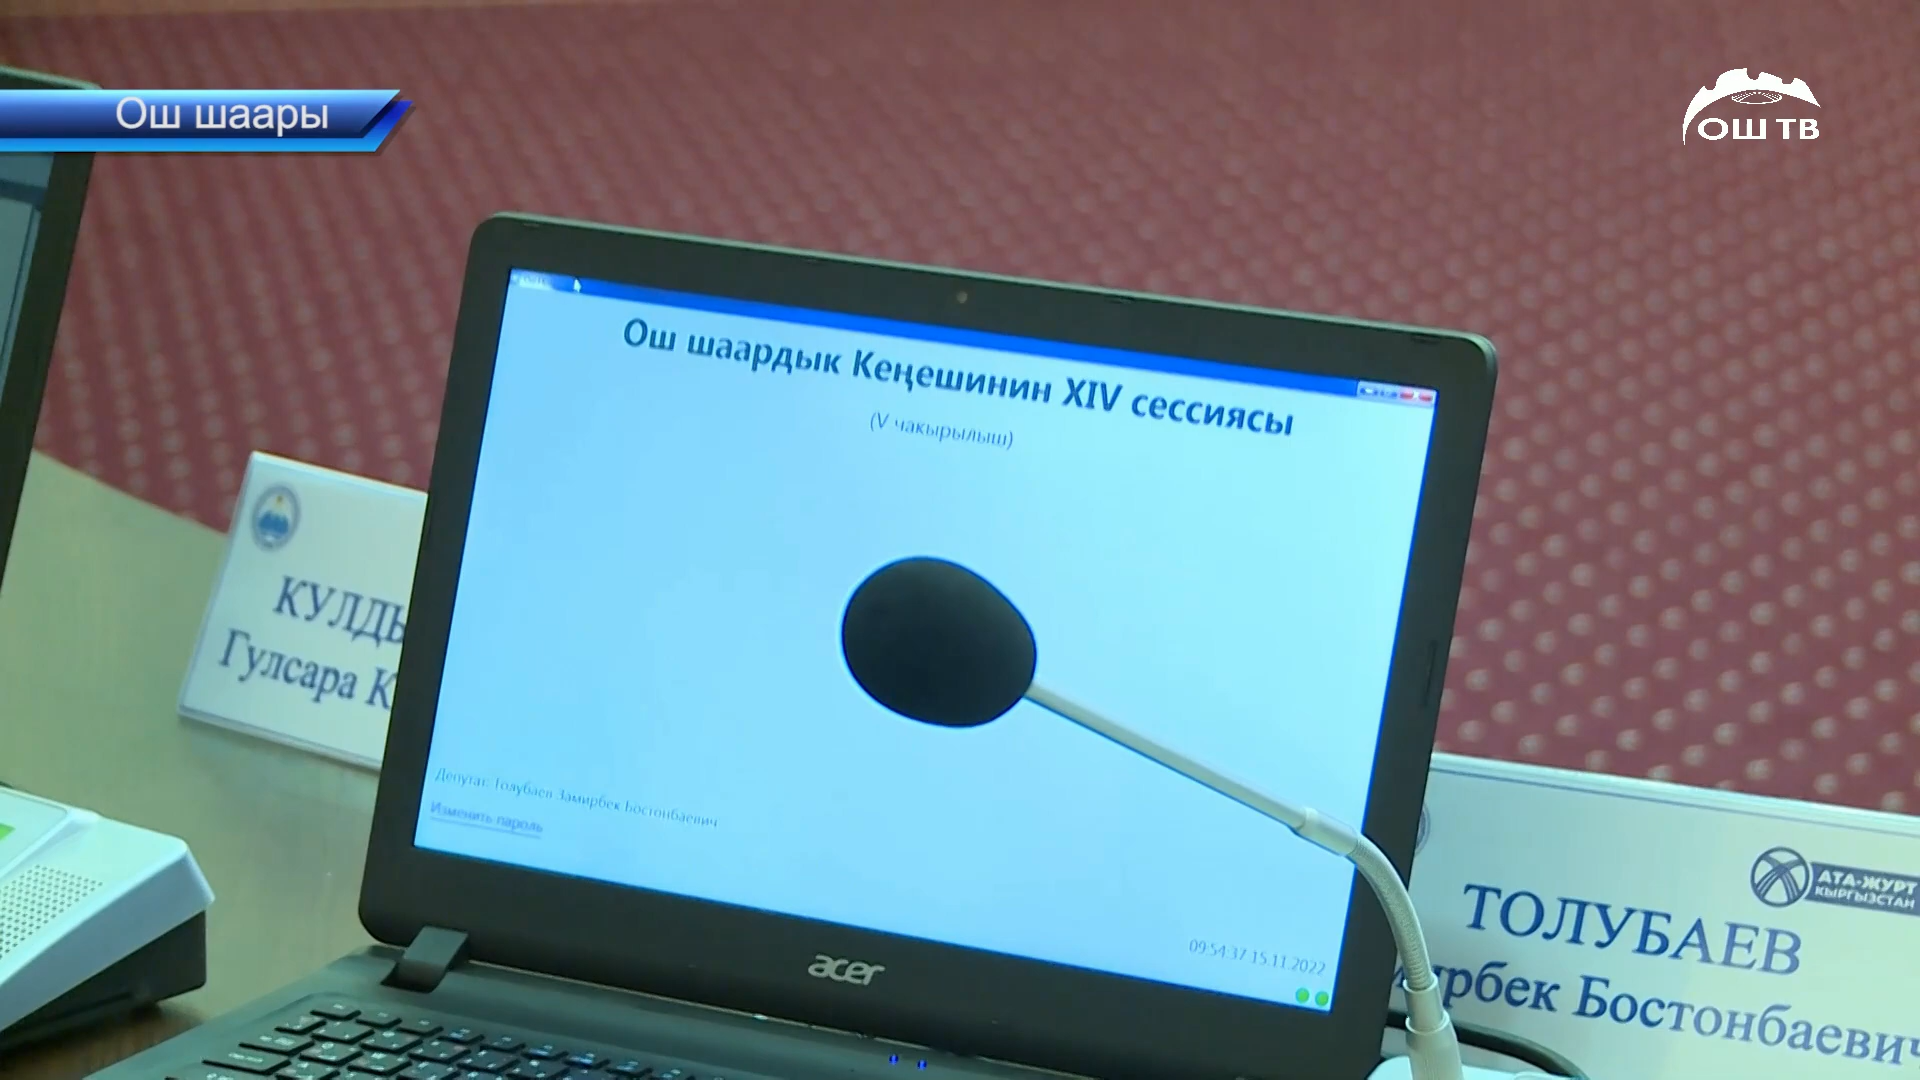 Ош шаары
ОШ ТВ
Ош шаардык Кеңешинин XIV сессиясы
(V чакырылыш)
Депутат: Толубаев Замирбек Бостонбаевич
Изменить пароль
09:54:37 15.11.2022
acer
КУЛДЫ
Гулсара К
АТА-ЖУРТ
КЫРГЫЗСТАН
ТОЛУБАЕВ
ирбек Бостонбаевич